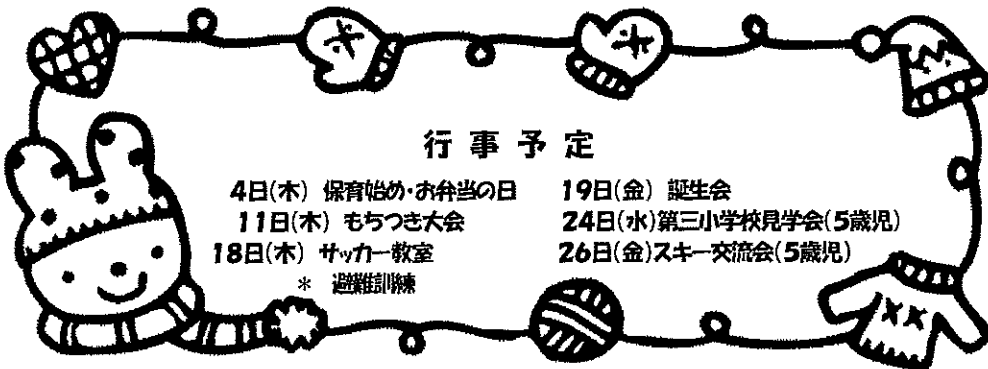 行事予定
4日(木) 保育始め・お弁当の日
11日(木) もちつき大会
18日(木) サッカー教室
* 避難訓練
19日(金) 誕生会
24日(水)第三小学校見学会(5歳児)
26日(金)スキー交流会(5歳児)